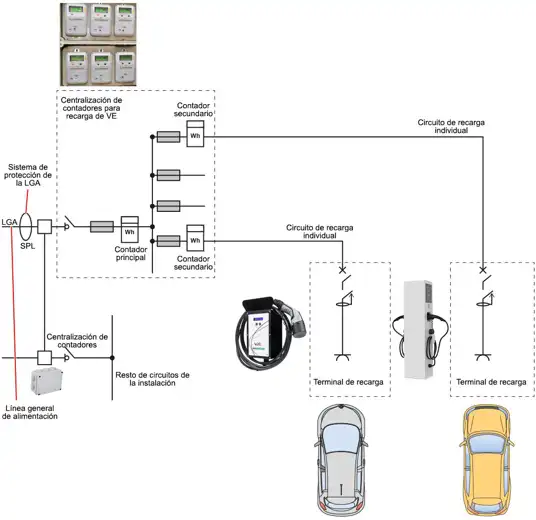 Centralización de
contadores para
recarga de VE
Contador
secundario
Wh
Circuito de recarga
individual
Sistema de
protección de
la LGA
LGA
SPL
Wh
Contador
principal
Wh
Contador
secundario
Circuito de recarga
individual
Centralización de
contadores
Resto de circuitos de
la instalación
Terminal de recarga
Terminal de recarga
Línea general
de alimentación